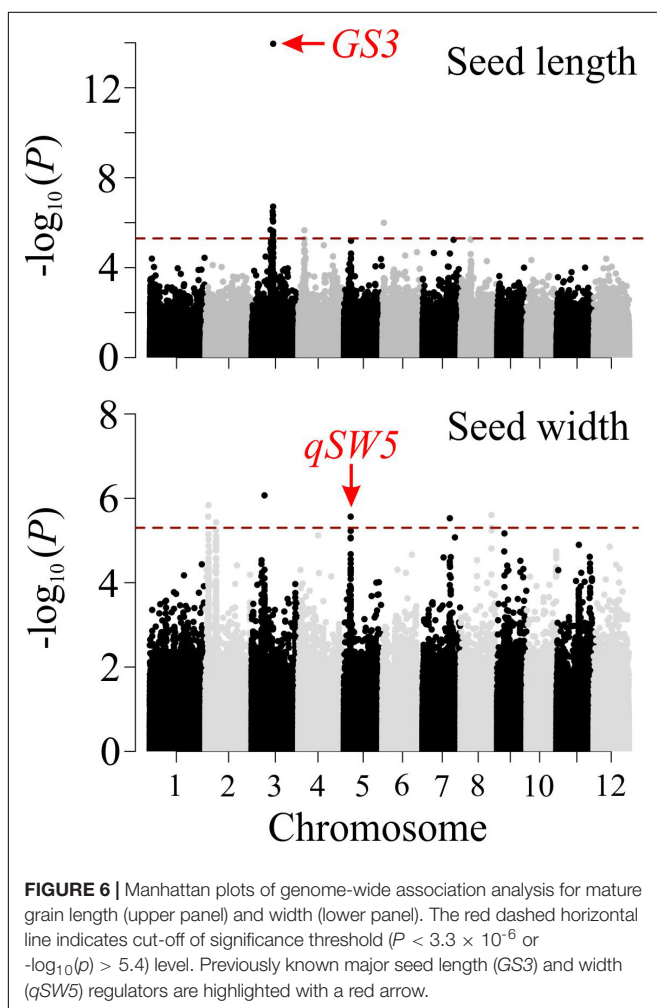 GS3
Seed length
12
8
4
0
-log10(P)
8
Seed width
qSW5
6
4
2
0
-log10(P)
1 2 3 4 5 6 7 8 10 12
Chromosome
FIGURE 6 | Manhattan plots of genome-wide association analysis for mature
grain length (upper panel) and width (lower panel). The red dashed horizontal
line indicates cut-off of significance threshold (P < 3.3 × 10-6 or
-log10(p) > 5.4) level. Previously known major seed length (GS3) and width
(qSW5) regulators are highlighted with a red arrow.